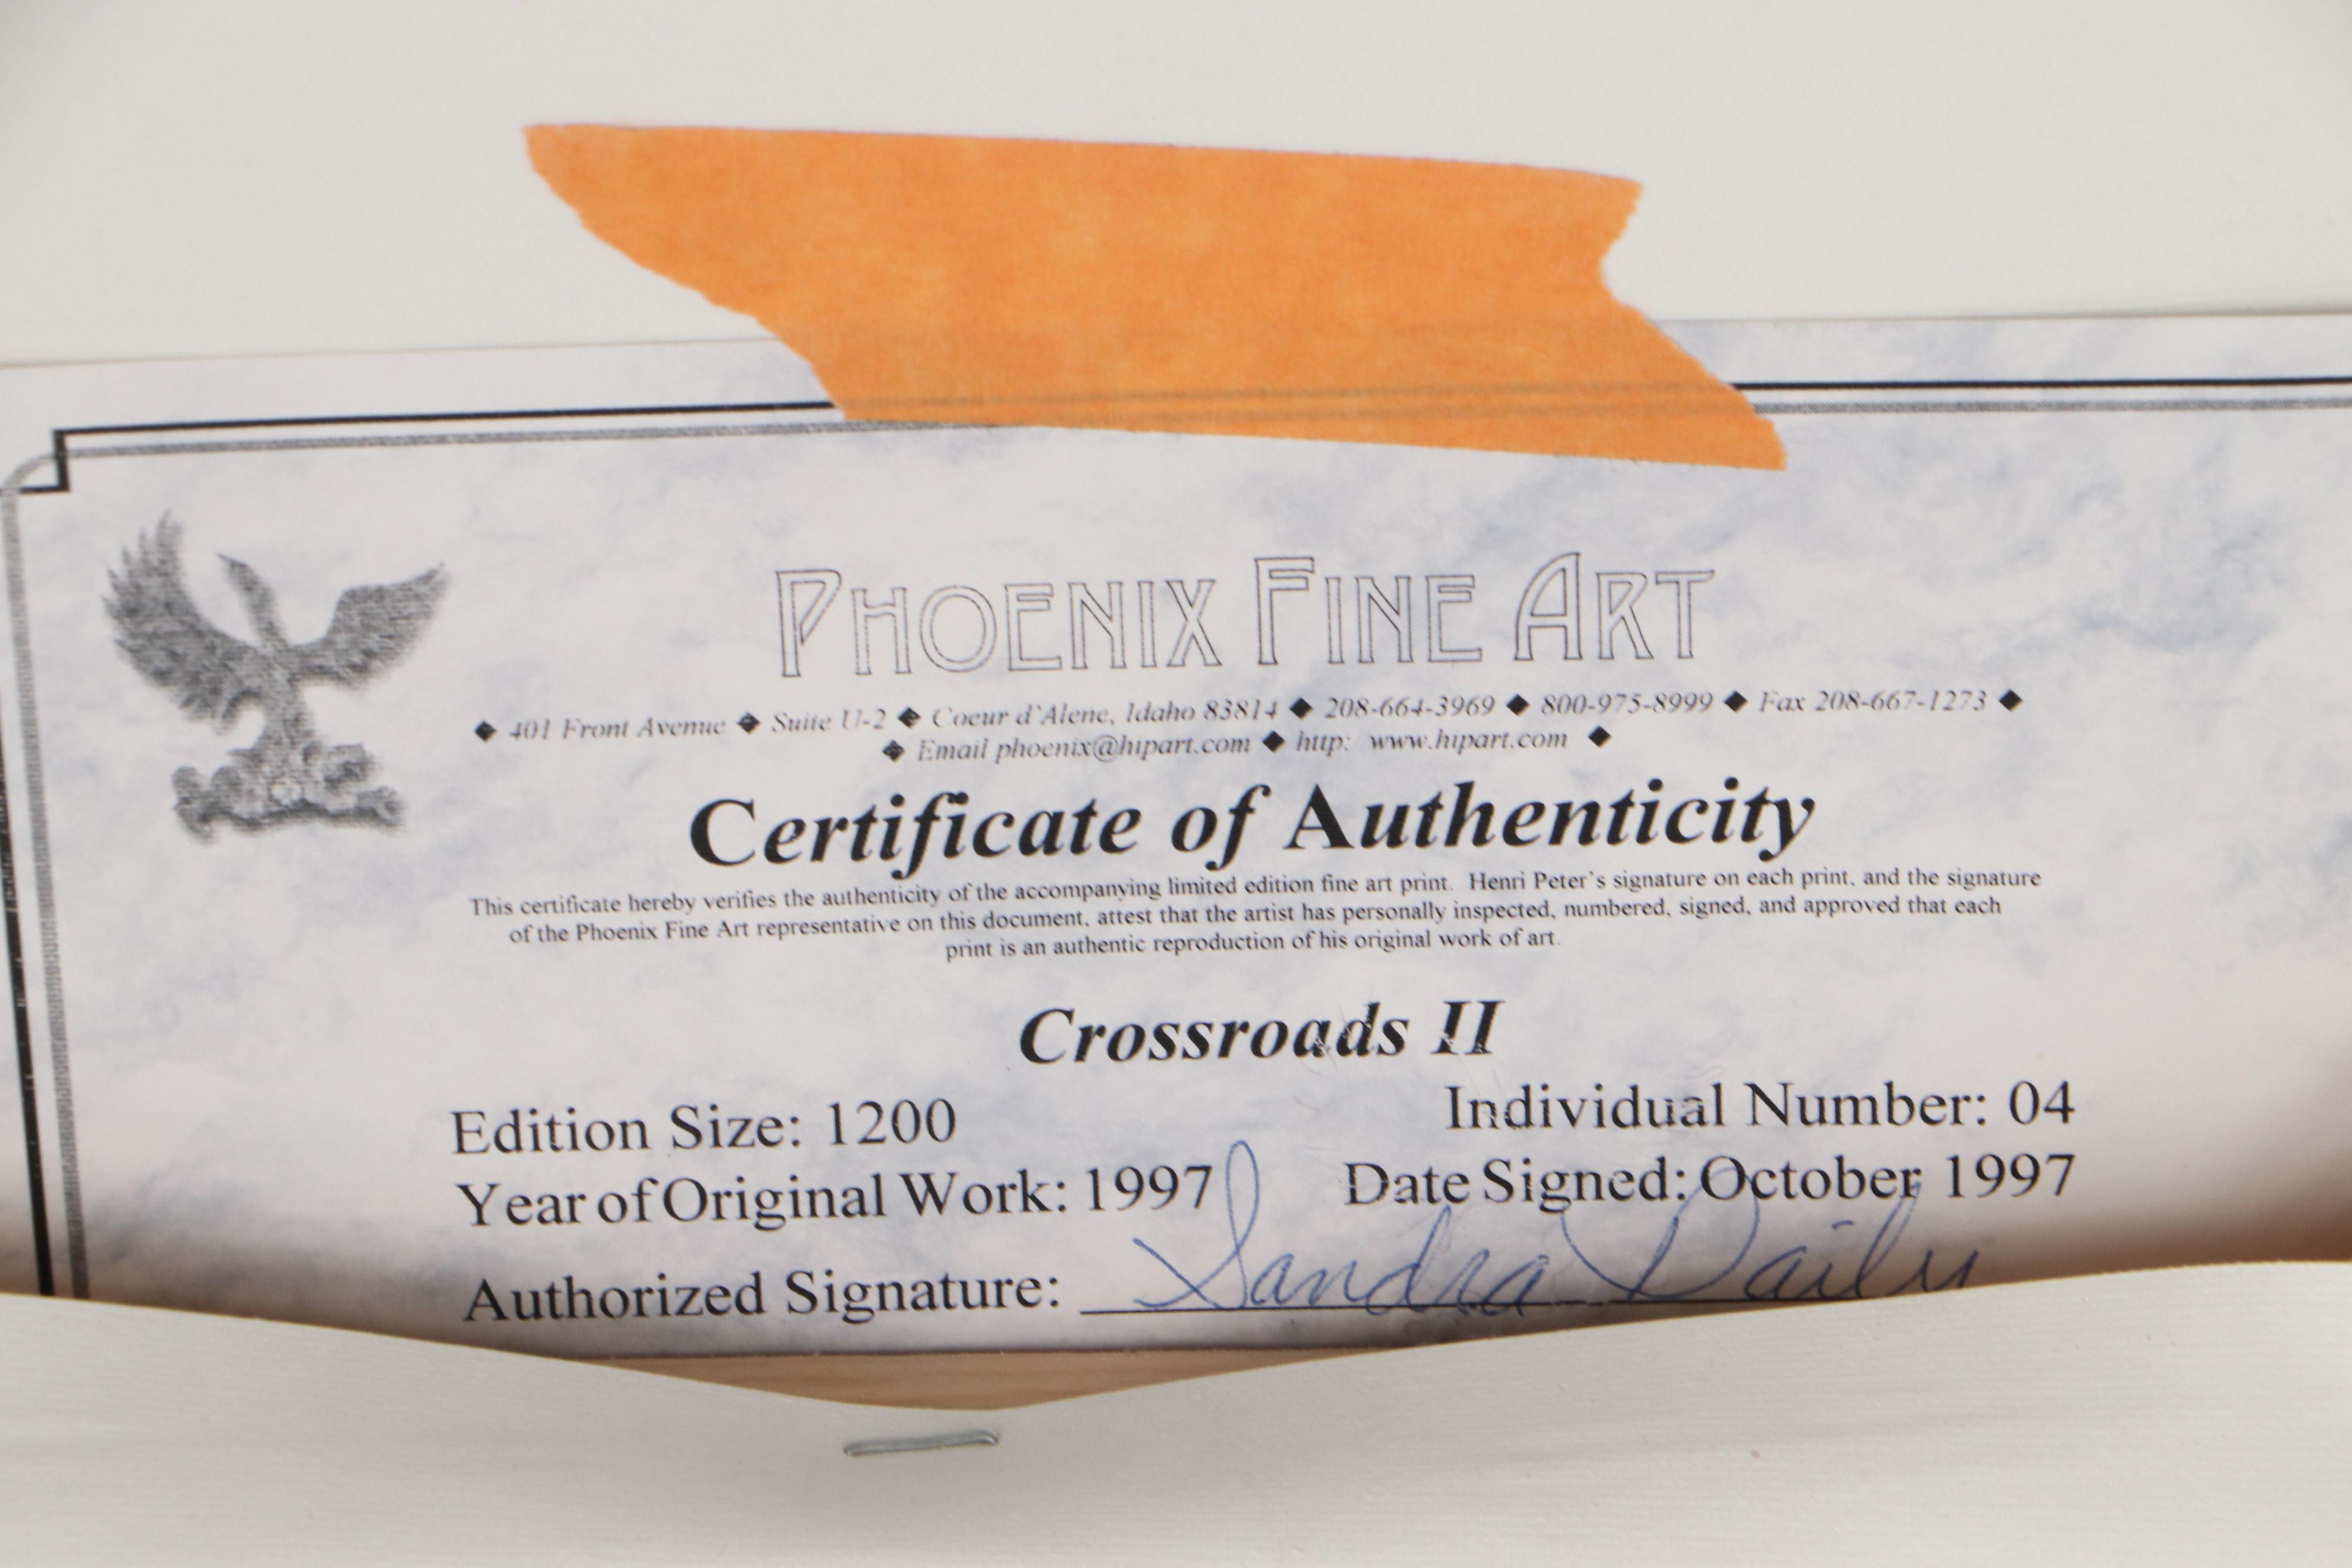 PHOENIX FINE ART
◆ 401 Front Avenue ◆ Suite U-2 ◆ Coeur d'Alene, Idaho 83814 ◆ 208-664-3969 ◆ 800-975-8999 ◆ Fax 208-667-1273 ◆
◆ Email phoenix@hipart.com ◆ http: www.hipart.com ◆
Certificate of Authenticity
This certificate hereby verifies the authenticity of the accompanying limited edition fine art print. Henri Peter's signature on each print, and the signature
of the Phoenix Fine Art representative on this document, attest that the artist has personally inspected, numbered, signed, and approved that each
print is an authentic reproduction of his original work of art.
Crossroads II
Edition Size: 1200 Individual Number: 04
Year of Original Work: 1997 Date Signed: October 1997
Authorized Signature: Sandra Daily